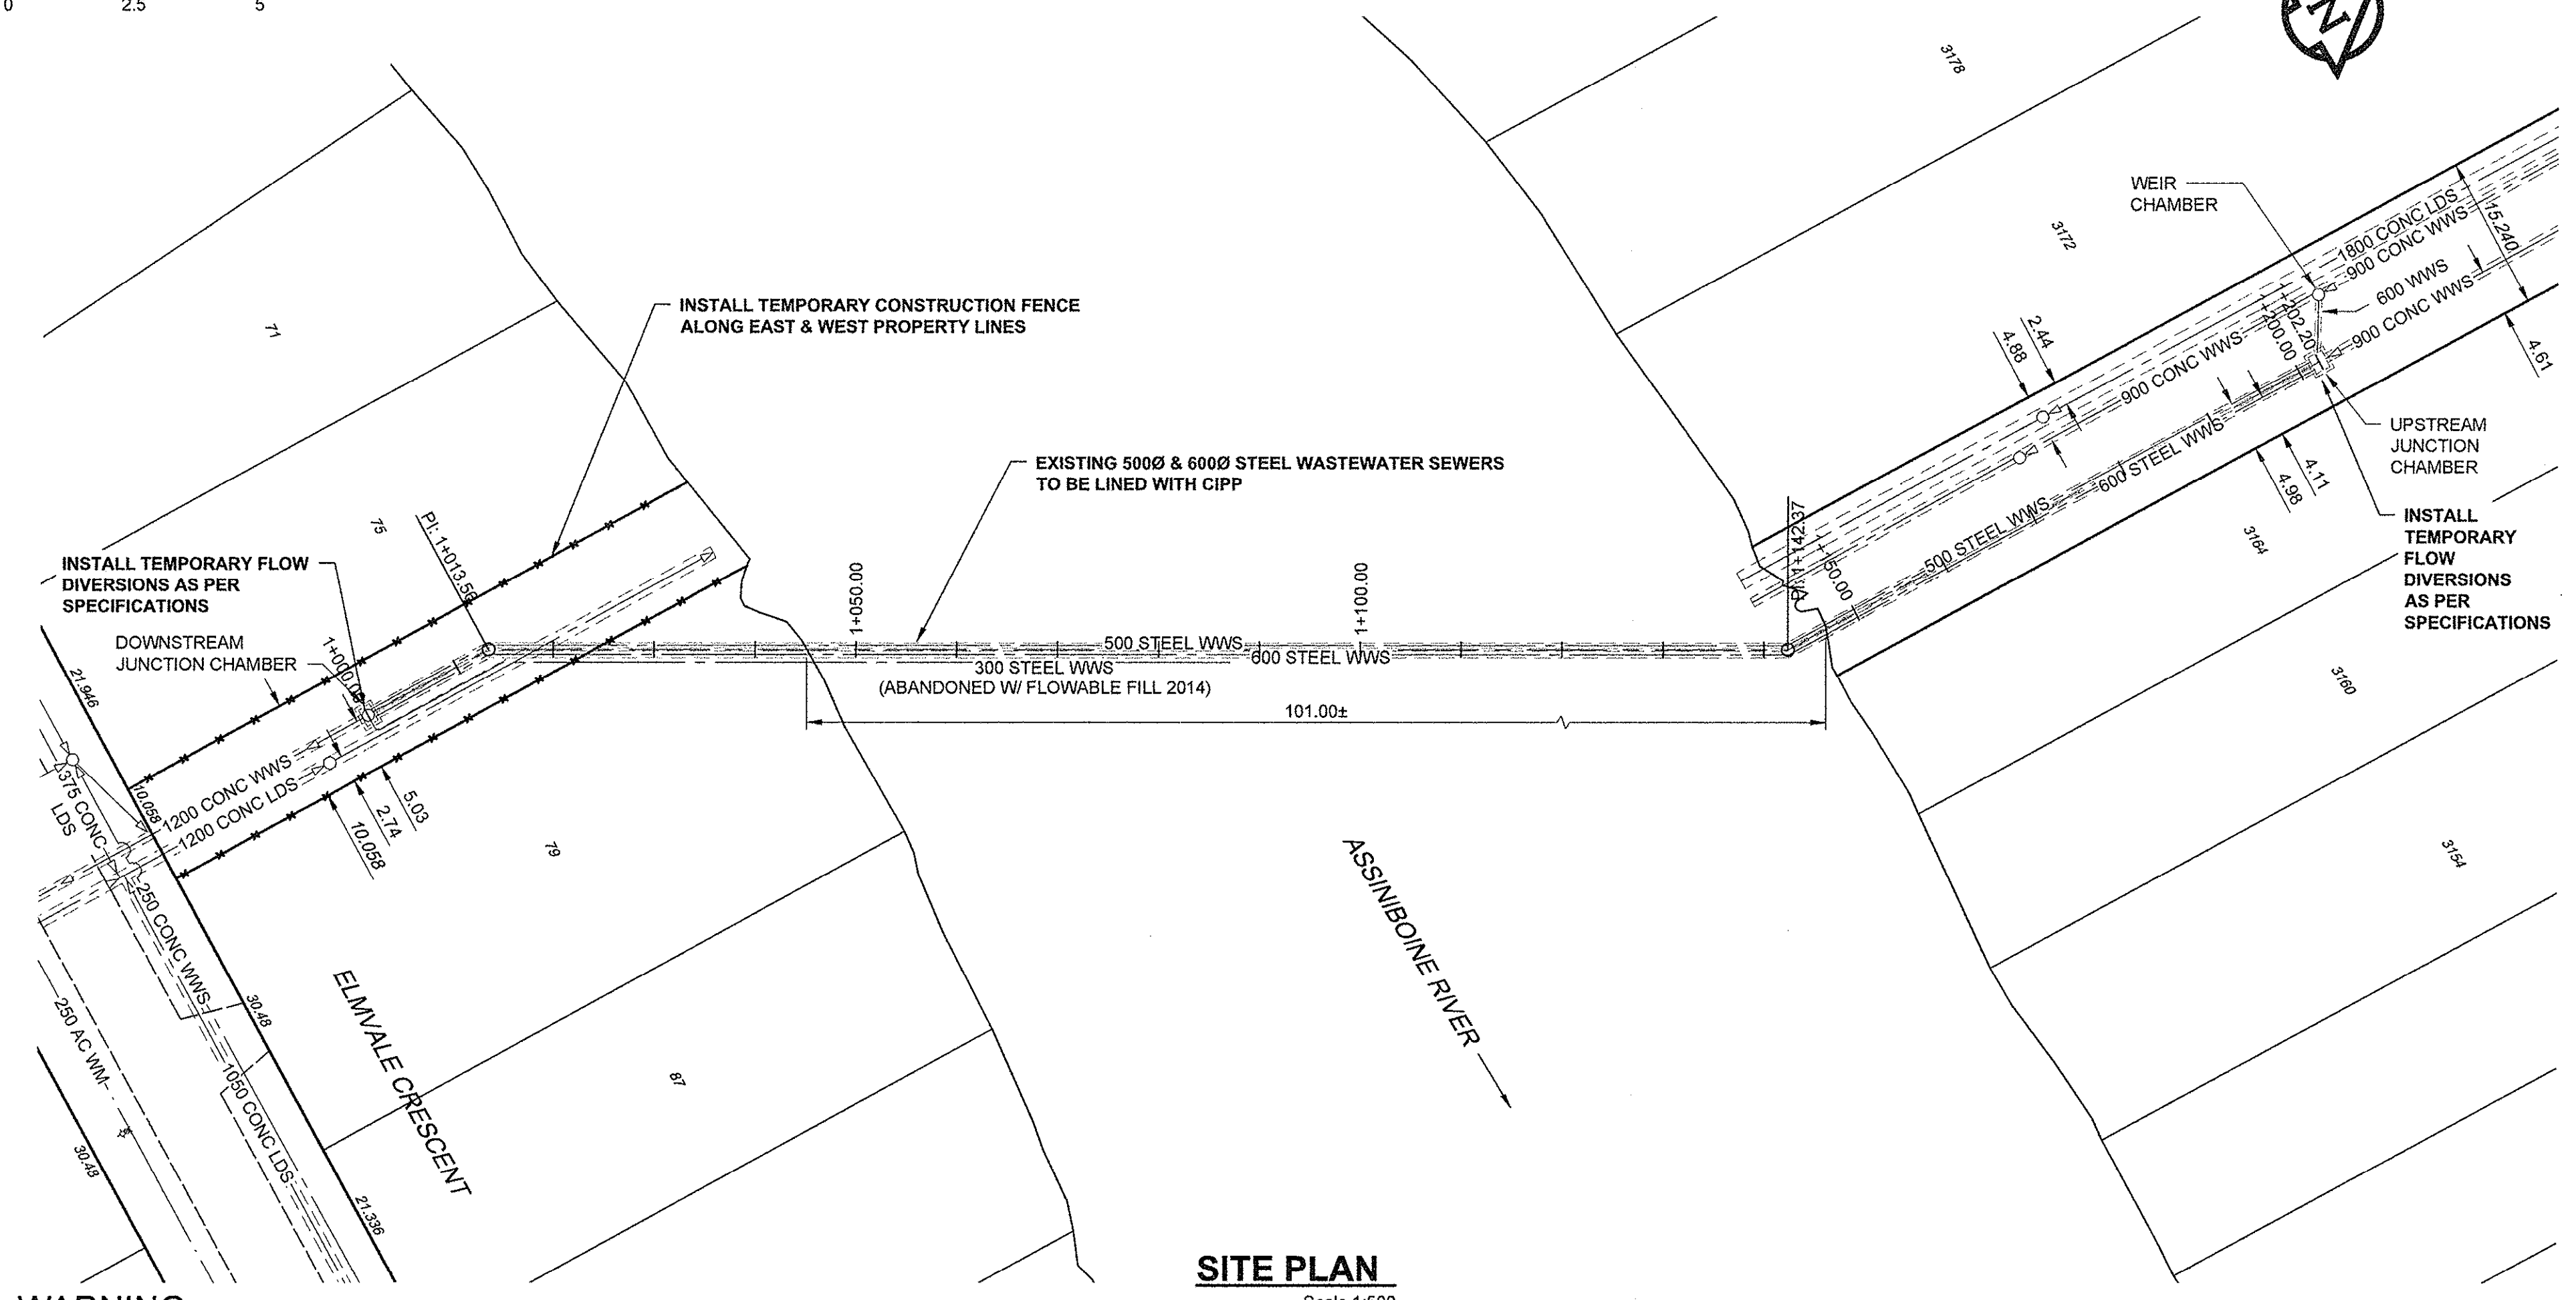 0 2.5 5
N
3178
WEIR
CHAMBER
3172
1800 CONC LDS
900 CONC WWS
15.240
600 WWS
900 CONC WWS
71
INSTALL TEMPORARY CONSTRUCTION FENCE
ALONG EAST & WEST PROPERTY LINES
2.44
4.88
900 CONC WWS
4.61
UPSTREAM
JUNCTION
CHAMBER
EXISTING 500Ø & 600Ø STEEL WASTEWATER SEWERS
TO BE LINED WITH CIPP
600 STEEL WWS
4.11
4.98
500 STEEL WWS
INSTALL
TEMPORARY
FLOW
DIVERSIONS
AS PER
SPECIFICATIONS
75
PI: 1+013.56
INSTALL TEMPORARY FLOW
DIVERSIONS AS PER
SPECIFICATIONS
DOWNSTREAM
JUNCTION CHAMBER
1+050.00
1+100.00
3164
500 STEEL WWS
600 STEEL WWS
300 STEEL WWS
(ABANDONED W/ FLOWABLE FILL 2014)
101.00±
3160
21.946
10.058
1200 CONC WWS
1200 CONC LDS
375 CONC
LDS
5.03
2.74
10.058
79
ASSINIBOINE RIVER
3154
250 CONC WWS
30.48
ELMVALE CRESCENT
250 AC WM
87
1050 CONC LDS
30.48
21.336
SITE PLAN
Scale 1:500
WARNING